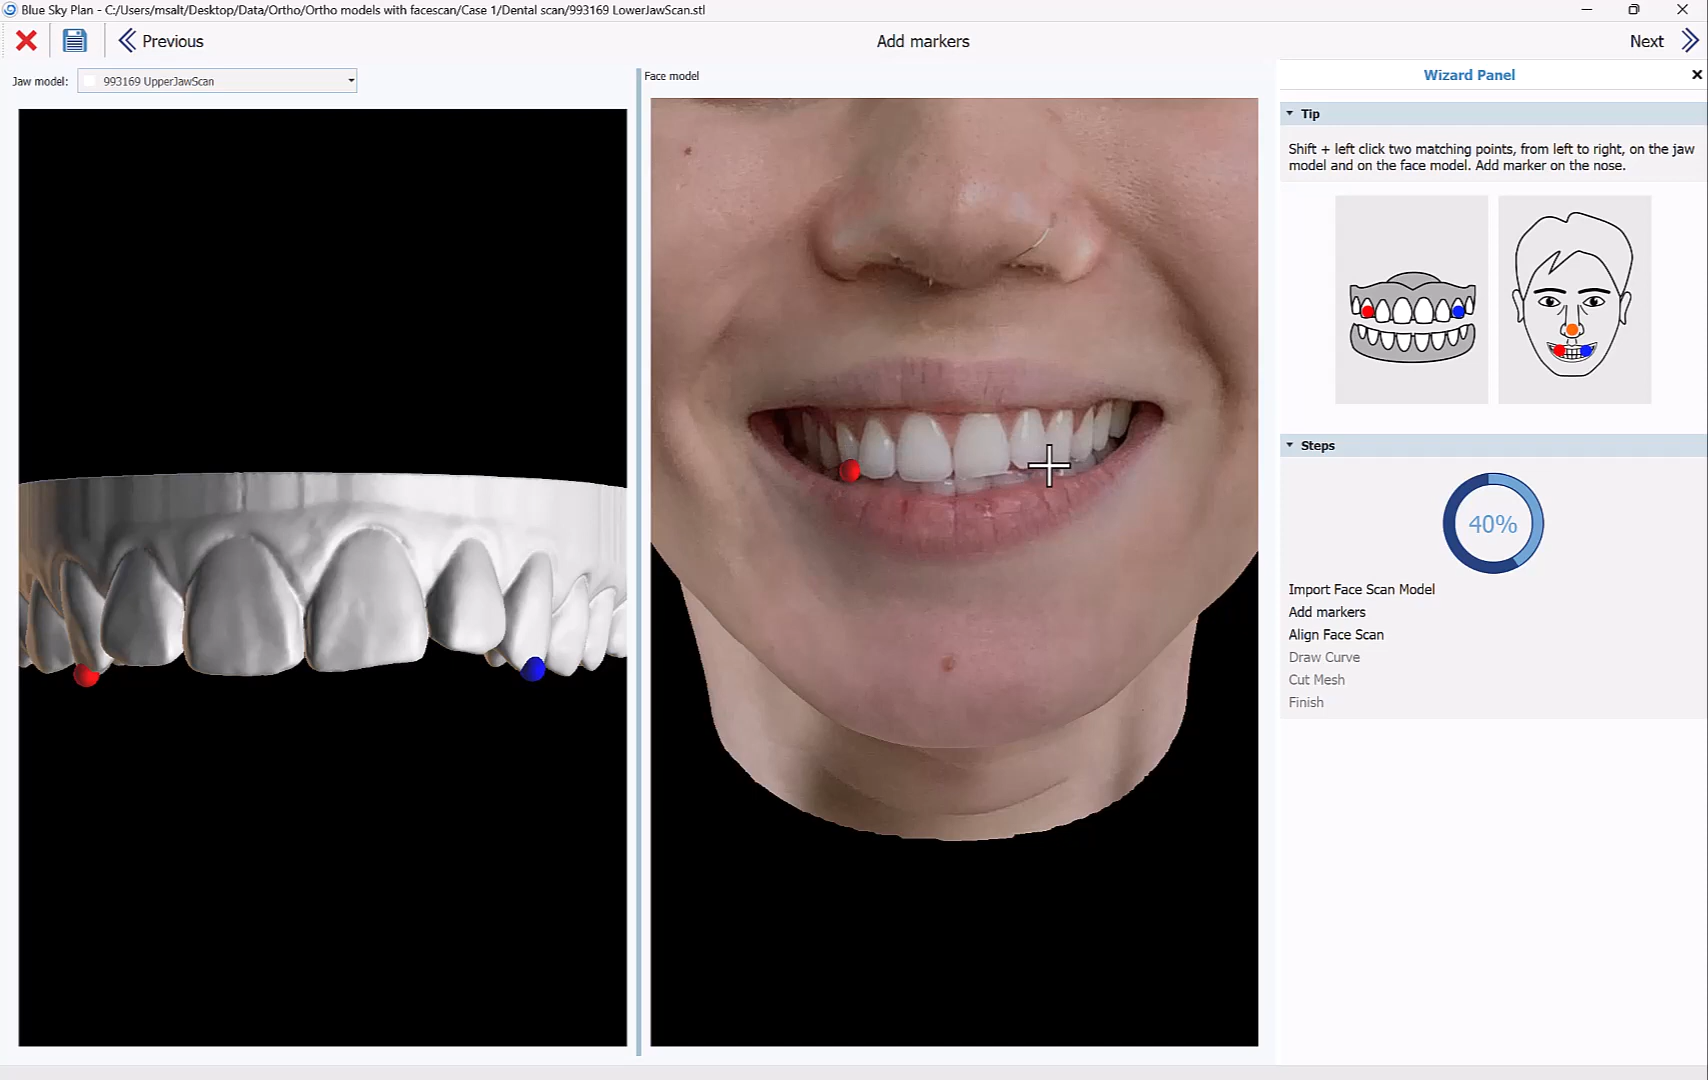 Blue Sky Plan - C:/Users/msalt/Desktop/Data/Ortho/Ortho models with facescan/Case 1/Dental scan/993169 LowerJawScan.stl
Previous
Add markers
Next
Jaw model:
993169 UpperJawScan
Face model
Wizard Panel
Tip
Shift + left click two matching points, from left to right, on the jaw
model and on the face model. Add marker on the nose.
Steps
40%
Import Face Scan Model
Add markers
Align Face Scan
Draw Curve
Cut Mesh
Finish